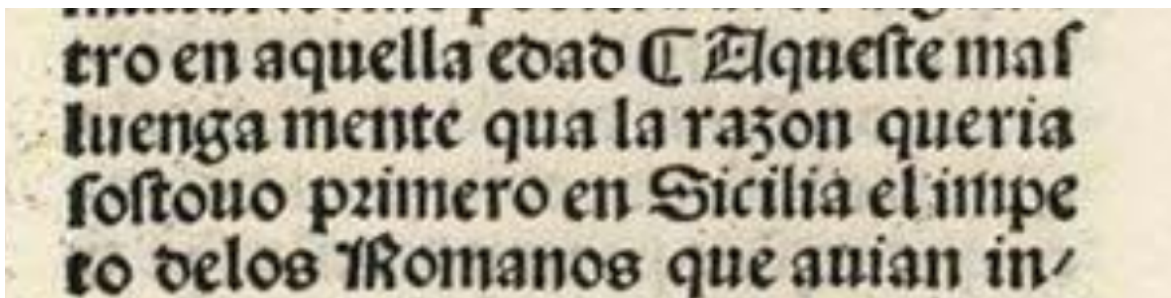 tro en aquella edad ⁋ Aqueste maſ
luenga mente qua la razon queria
ſoſtouo primero en Sicilia el impe
to delos Romanos que auian in/